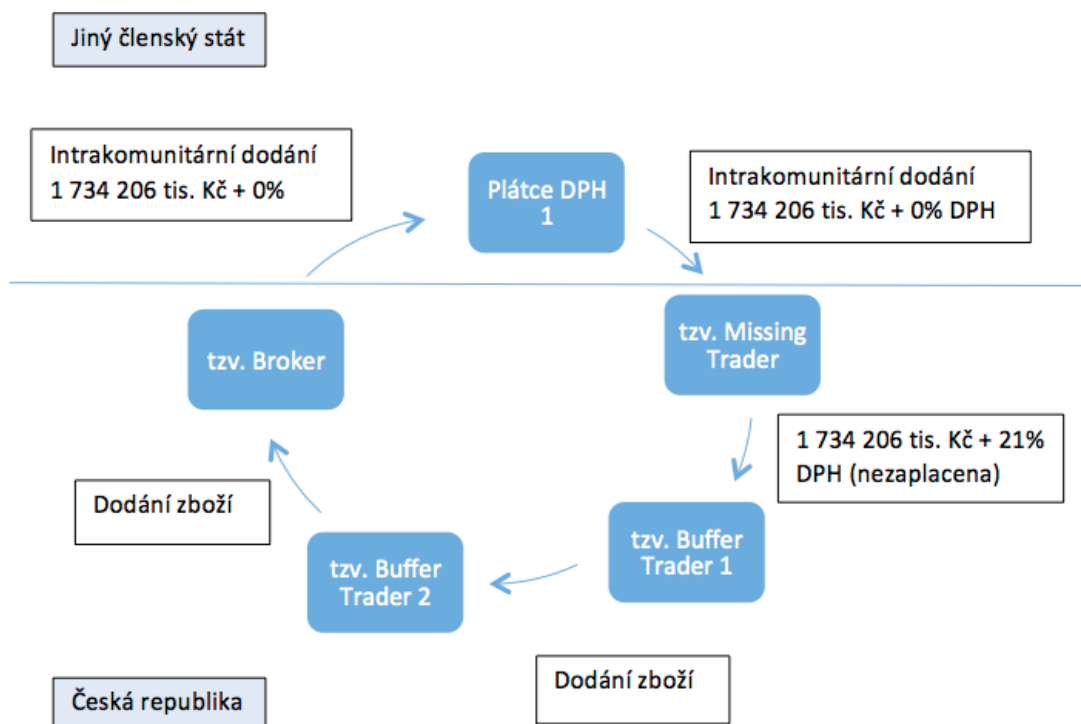 Jiný členský stát
Intrakomunitární dodání
1 734 206 tis. Kč + 0%
Plátce DPH
1
Intrakomunitární dodání
1 734 206 tis. Kč + 0% DPH
tzv. Broker
tzv. Missing
Trader
1 734 206 tis. Kč + 21%
DPH (nezaplacena)
Dodání zboží
tzv. Buffer
Trader 1
tzv. Buffer
Trader 2
Dodání zboží
Česká republika